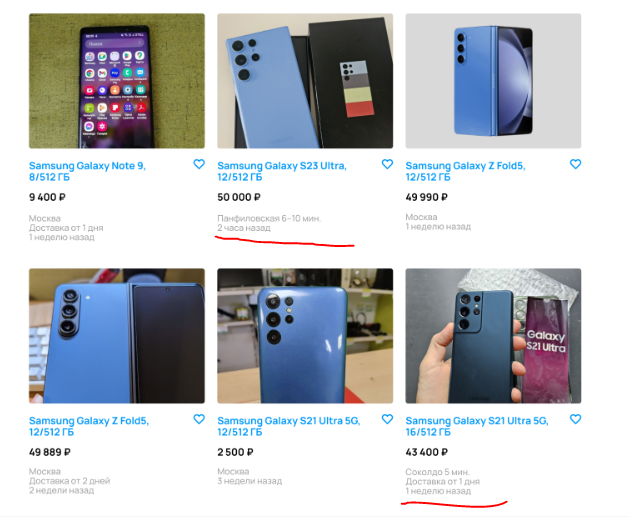 Поиск
Samsung Galaxy Note 9,
8/512 ГБ
9 400 ₽
Москва
Доставка от 1 дня
1 неделю назад
Samsung Galaxy S23 Ultra,
12/512 ГБ
50 000 ₽
Панфиловская 6–10 мин.
2 часа назад
Samsung Galaxy Z Fold5,
12/512 ГБ
49 990 ₽
Москва
1 неделю назад
Galaxy
S21 Ultra
Samsung Galaxy Z Fold5,
12/512 ГБ
49 889 ₽
Москва
Доставка от 2 дней
2 недели назад
Samsung Galaxy S21 Ultra 5G,
12/512 ГБ
2 500 ₽
Москва
3 недели назад
Samsung Galaxy S21 Ultra 5G,
16/512 ГБ
43 400 ₽
Соколдо 5 мин.
Доставка от 1 дня
1 неделю назад